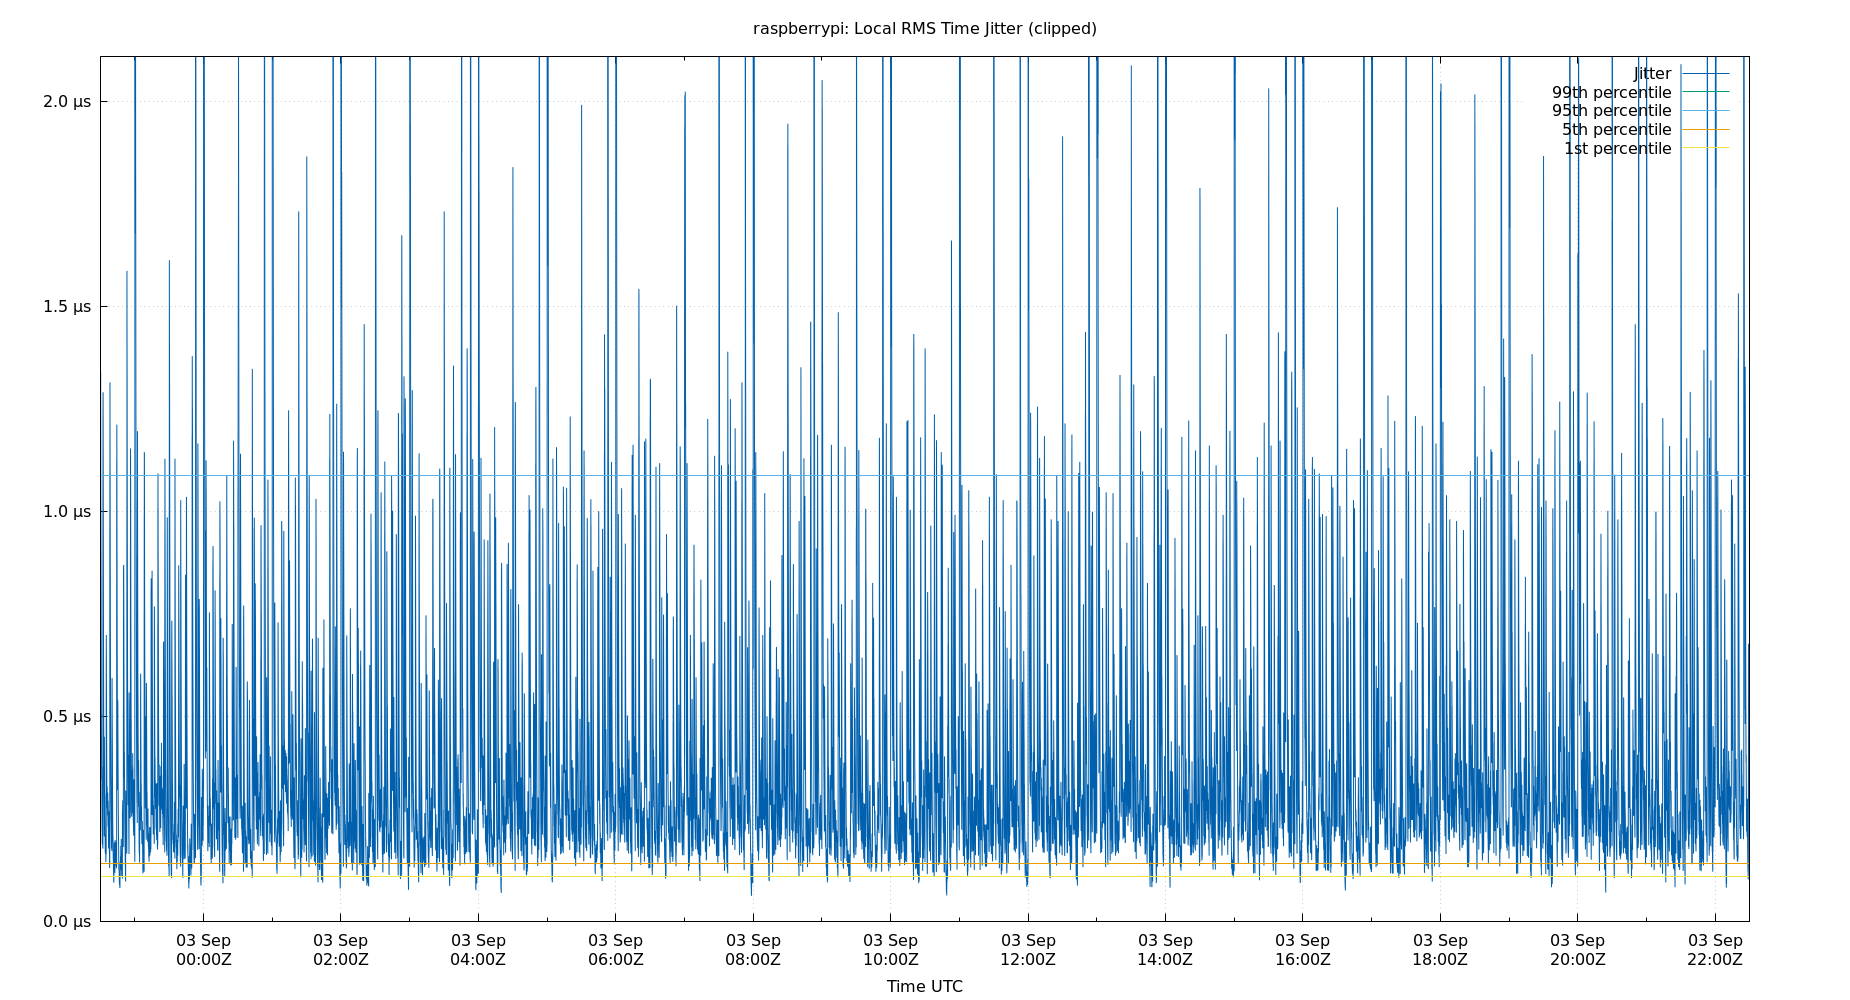 raspberrypi: Local RMS Time Jitter (clipped)
Jitter
99th percentile
95th percentile
5th percentile
1st percentile
2.0 µs
1.5 µs
1.0 µs
0.5 µs
0.0 µs
03 Sep 03 Sep 03 Sep 03 Sep 03 Sep 03 Sep 03 Sep 03 Sep 03 Sep 03 Sep 03 Sep 03 Sep
00:00Z 02:00Z 04:00Z 06:00Z 08:00Z 10:00Z 12:00Z 14:00Z 16:00Z 18:00Z 20:00Z 22:00Z
Time UTC